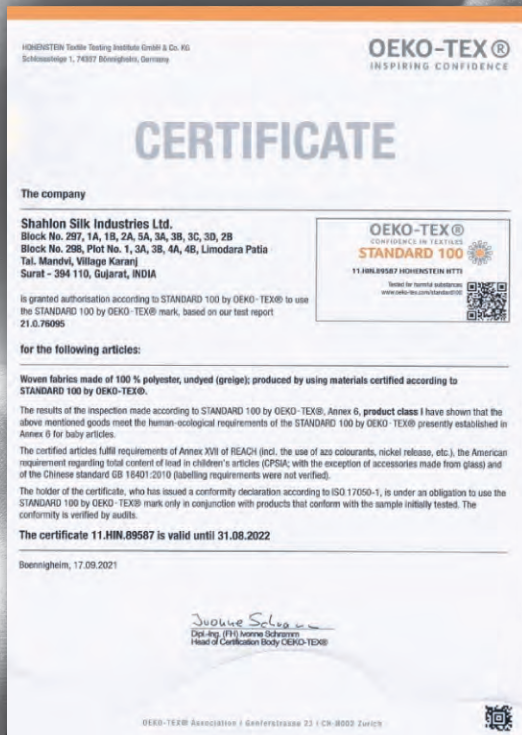 HOHENSTEIN Textile Testing Institute GmbH & Co. KG
Schlosssteige 1, 74357 Bönnigheim, Germany
OEKO-TEX®
INSPIRING CONFIDENCE
CERTIFICATE
The company
Shahlon Silk Industries Ltd.
Block No. 297, 1A, 1B, 2A, 5A, 3A, 3B, 3C, 3D, 2B
Block No. 298, Plot No. 1, 3A, 3B, 4A, 4B, Limodara Patia
Tal. Mandvi, Village Karanj
Surat - 394 110, Gujarat, INDIA
OEKO-TEX®
CONFIDENCE IN TEXTILES
STANDARD 100
11.HIN.89587 HOHENSTEIN HTTI
Tested for harmful substances
www.oeko-tex.com/standard100
is granted authorisation according to STANDARD 100 by OEKO-TEX® to use
the STANDARD 100 by OEKO-TEX® mark, based on our test report
21.0.76095
for the following articles:
Woven fabrics made of 100 % polyester, undyed (greige); produced by using materials certified according to
STANDARD 100 by OEKO-TEX®.
The results of the inspection made according to STANDARD 100 by OEKO-TEX®, Annex 6, product class I have shown that the
above mentioned goods meet the human-ecological requirements of the STANDARD 100 by OEKO-TEX® presently established in
Annex 6 for baby articles.
The certified articles fulfil requirements of Annex XVII of REACH (incl. the use of azo colourants, nickel release, etc.), the American
requirement regarding total content of lead in children's articles (CPSIA; with the exception of accessories made from glass) and
of the Chinese standard GB 18401:2010 (labelling requirements were not verified).
The holder of the certificate, who has issued a conformity declaration according to ISO 17050-1, is under an obligation to use the
STANDARD 100 by OEKO-TEX® mark only in conjunction with products that conform with the sample initially tested. The
conformity is verified by audits.
The certificate 11.HIN.89587 is valid until 31.08.2022
Boennigheim, 17.09.2021
Ivonne Schramm
Dipl.-Ing. (FH) Ivonne Schramm
Head of Certification Body OEKO-TEX®
OEKO-TEX® Association | Genferstrasse 23 | CH-8002 Zurich